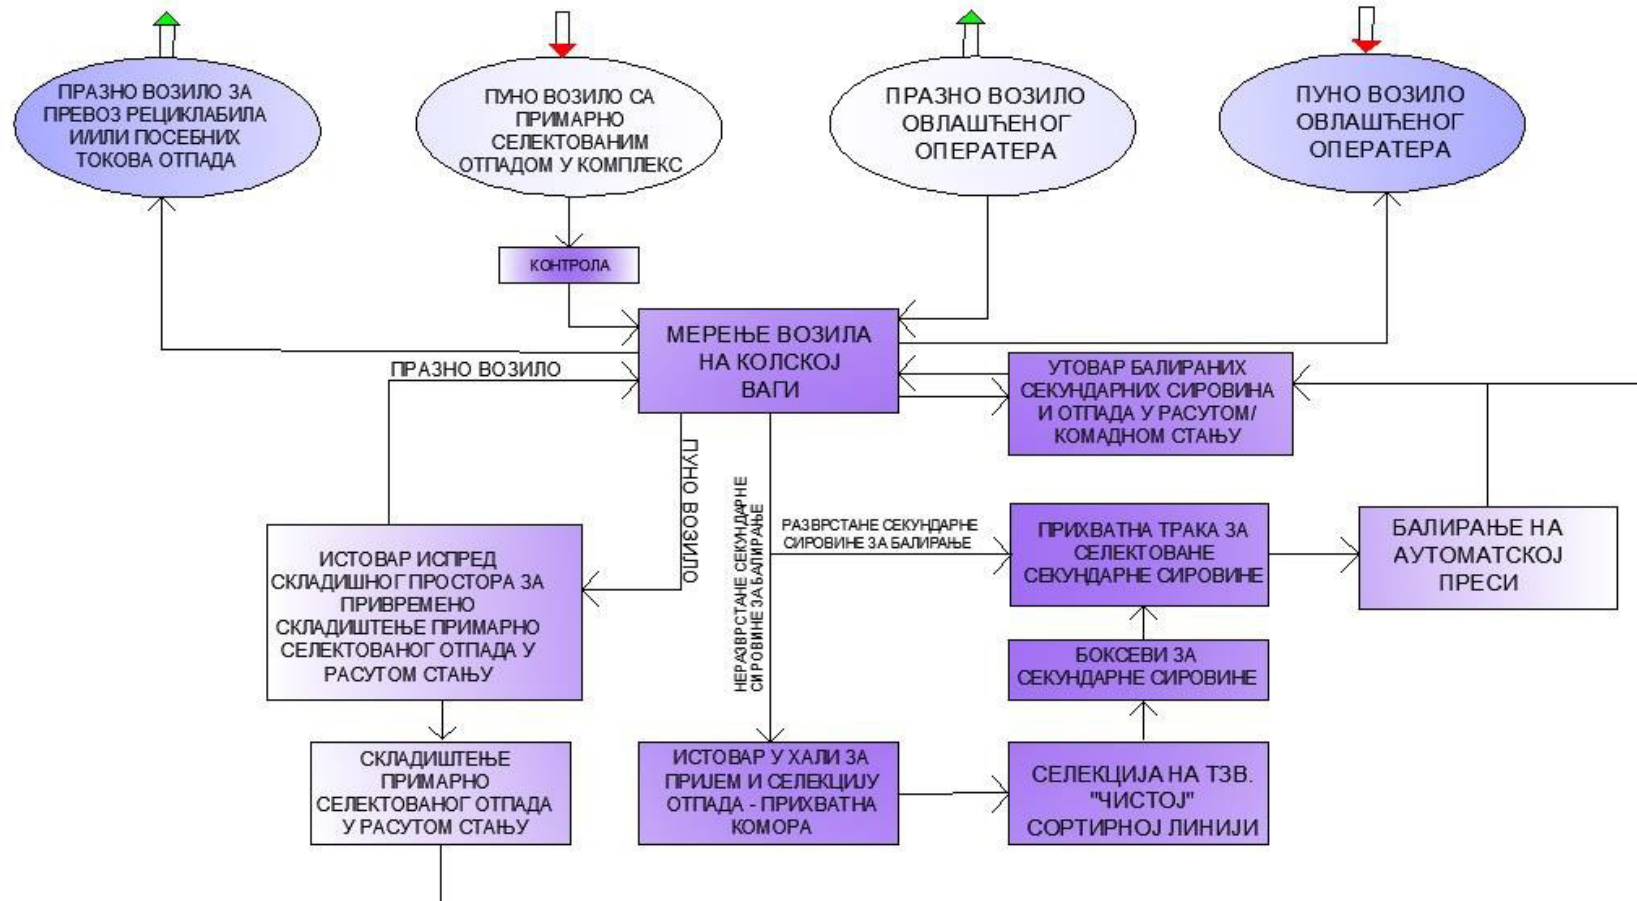 ПРАЗНО ВОЗИЛО ЗА
ПРЕВОЗ РЕЦИКЛАБИЛА
И/ИЛИ ПОСЕБНИХ
ТОКОВА ОТПАДА
ПУНО ВОЗИЛО СА
ПРИМАРНО
СЕЛЕКТОВАНИМ
ОТПАДОМ У КОМПЛЕКС
ПРАЗНО ВОЗИЛО
ОВЛАШЋЕНОГ
ОПЕРАТЕРА
ПУНО ВОЗИЛО
ОВЛАШЋЕНОГ
ОПЕРАТЕРА
КОНТРОЛА
МЕРЕЊЕ ВОЗИЛА
НА КОЛСКОЈ
ВАГИ
ПРАЗНО ВОЗИЛО
УТОВАР БАЛИРАНИХ
СЕКУНДАРНИХ СИРОВИНА
И ОТПАДА У РАСУТОМ/
КОМАДНОМ СТАЊУ
ПУНО ВОЗИЛО
НЕРАЗВРСТАНЕ СЕКУНДАРНЕ
СИРОВИНЕ ЗА БАЛИРАЊЕ
РАЗВРСТАНЕ СЕКУНДАРНЕ
СИРОВИНЕ ЗА БАЛИРАЊЕ
ПРИХВАТНА ТРАКА ЗА
СЕЛЕКТОВАНЕ
СЕКУНДАРНЕ СИРОВИНЕ
БАЛИРАЊЕ НА
АУТОМАТСКОЈ
ПРЕСИ
ИСТОВАР ИСПРЕД
СКЛАДИШНОГ ПРОСТОРА ЗА
ПРИВРЕМЕНО
СКЛАДИШТЕЊЕ ПРИМАРНО
СЕЛЕКТОВАНОГ ОТПАДА У
РАСУТОМ СТАЊУ
БОКСЕВИ ЗА
СЕКУНДАРНЕ СИРОВИНЕ
СКЛАДИШТЕЊЕ
ПРИМАРНО
СЕЛЕКТОВАНОГ ОТПАДА
У РАСУТОМ СТАЊУ
ИСТОВАР У ХАЛИ ЗА
ПРИЈЕМ И СЕЛЕКЦИЈУ
ОТПАДА - ПРИХВАТНА
КОМОРА
СЕЛЕКЦИЈА НА ТЗВ.
"ЧИСТОЈ"
СОРТИРНОЈ ЛИНИЈИ